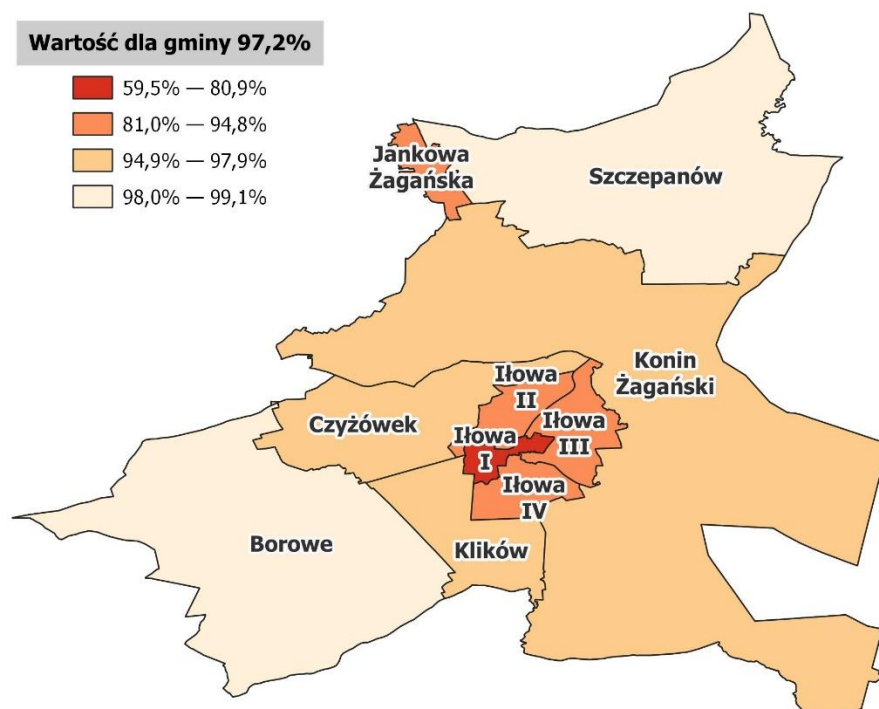 Wartość dla gminy 97,2%
59,5% — 80,9%
81,0% — 94,8%
94,9% — 97,9%
98,0% — 99,1%
Jankowa
Żagańska
Szczepanów
Konin
Żagański
Iłowa
II
Czyżówek
Iłowa
III
Iłowa
I
Iłowa
IV
Borowe
Klików